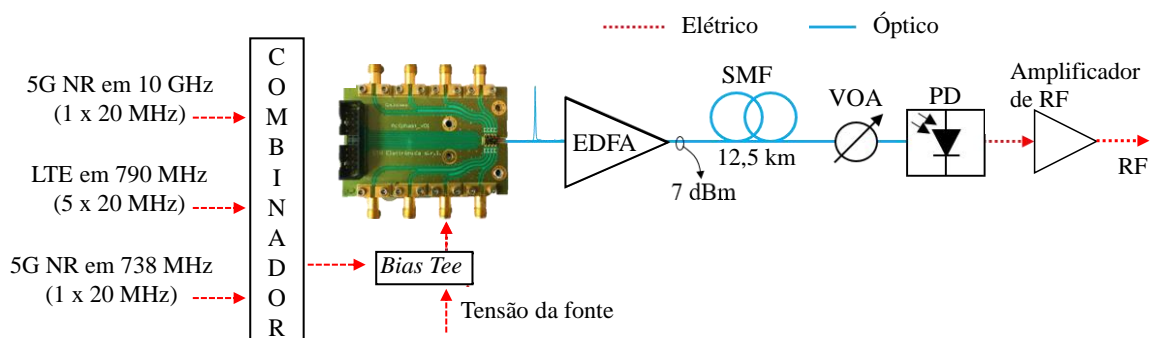 Elétrico
Óptico
5G NR em 10 GHz
(1 x 20 MHz)
LTE em 790 MHz
(5 x 20 MHz)
5G NR em 738 MHz
(1 x 20 MHz)
COMBINADOR
Bias Tee
Tensão da fonte
EDFA
7 dBm
SMF
12,5 km
VOA
PD
Amplificador
de RF
RF